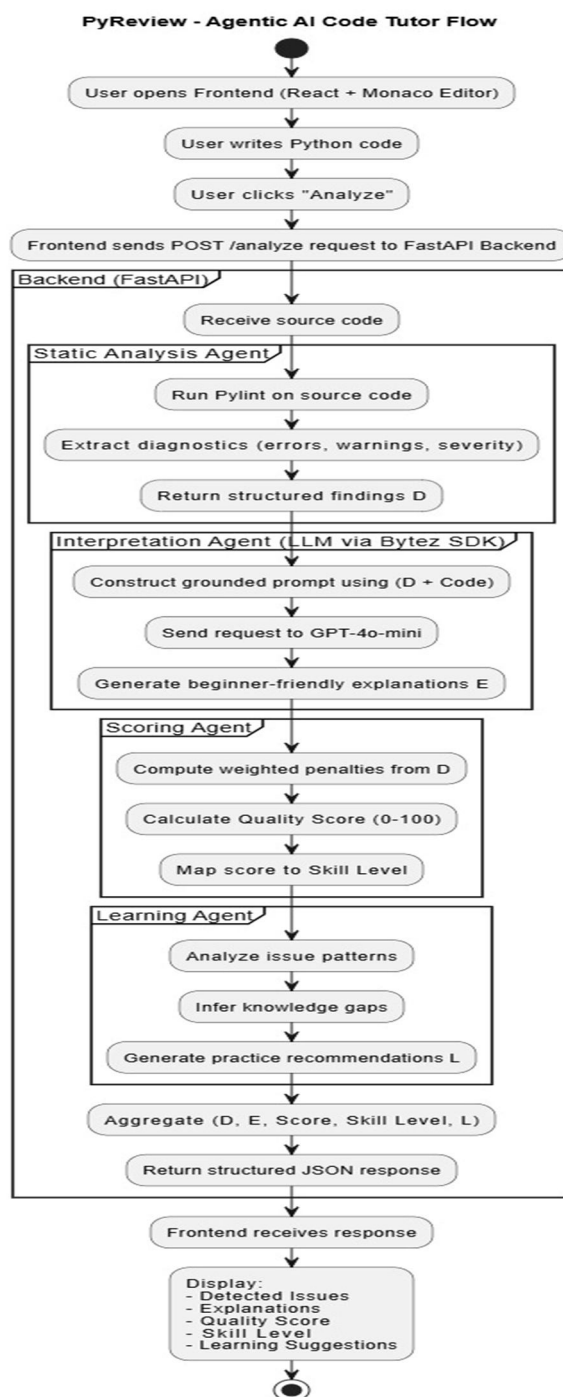 PyReview - Agentic AI Code Tutor Flow
User opens Frontend (React + Monaco Editor)
User writes Python code
User clicks "Analyze"
Frontend sends POST /analyze request to FastAPI Backend
Backend (FastAPI)
Receive source code
Static Analysis Agent
Run Pylint on source code
Extract diagnostics (errors, warnings, severity)
Return structured findings D
Interpretation Agent (LLM via Bytez SDK)
Construct grounded prompt using (D + Code)
Send request to GPT-4o-mini
Generate beginner-friendly explanations E
Scoring Agent
Compute weighted penalties from D
Calculate Quality Score (0-100)
Map score to Skill Level
Learning Agent
Analyze issue patterns
Infer knowledge gaps
Generate practice recommendations L
Aggregate (D, E, Score, Skill Level, L)
Return structured JSON response
Frontend receives response
Display:
- Detected Issues
- Explanations
- Quality Score
- Skill Level
- Learning Suggestions